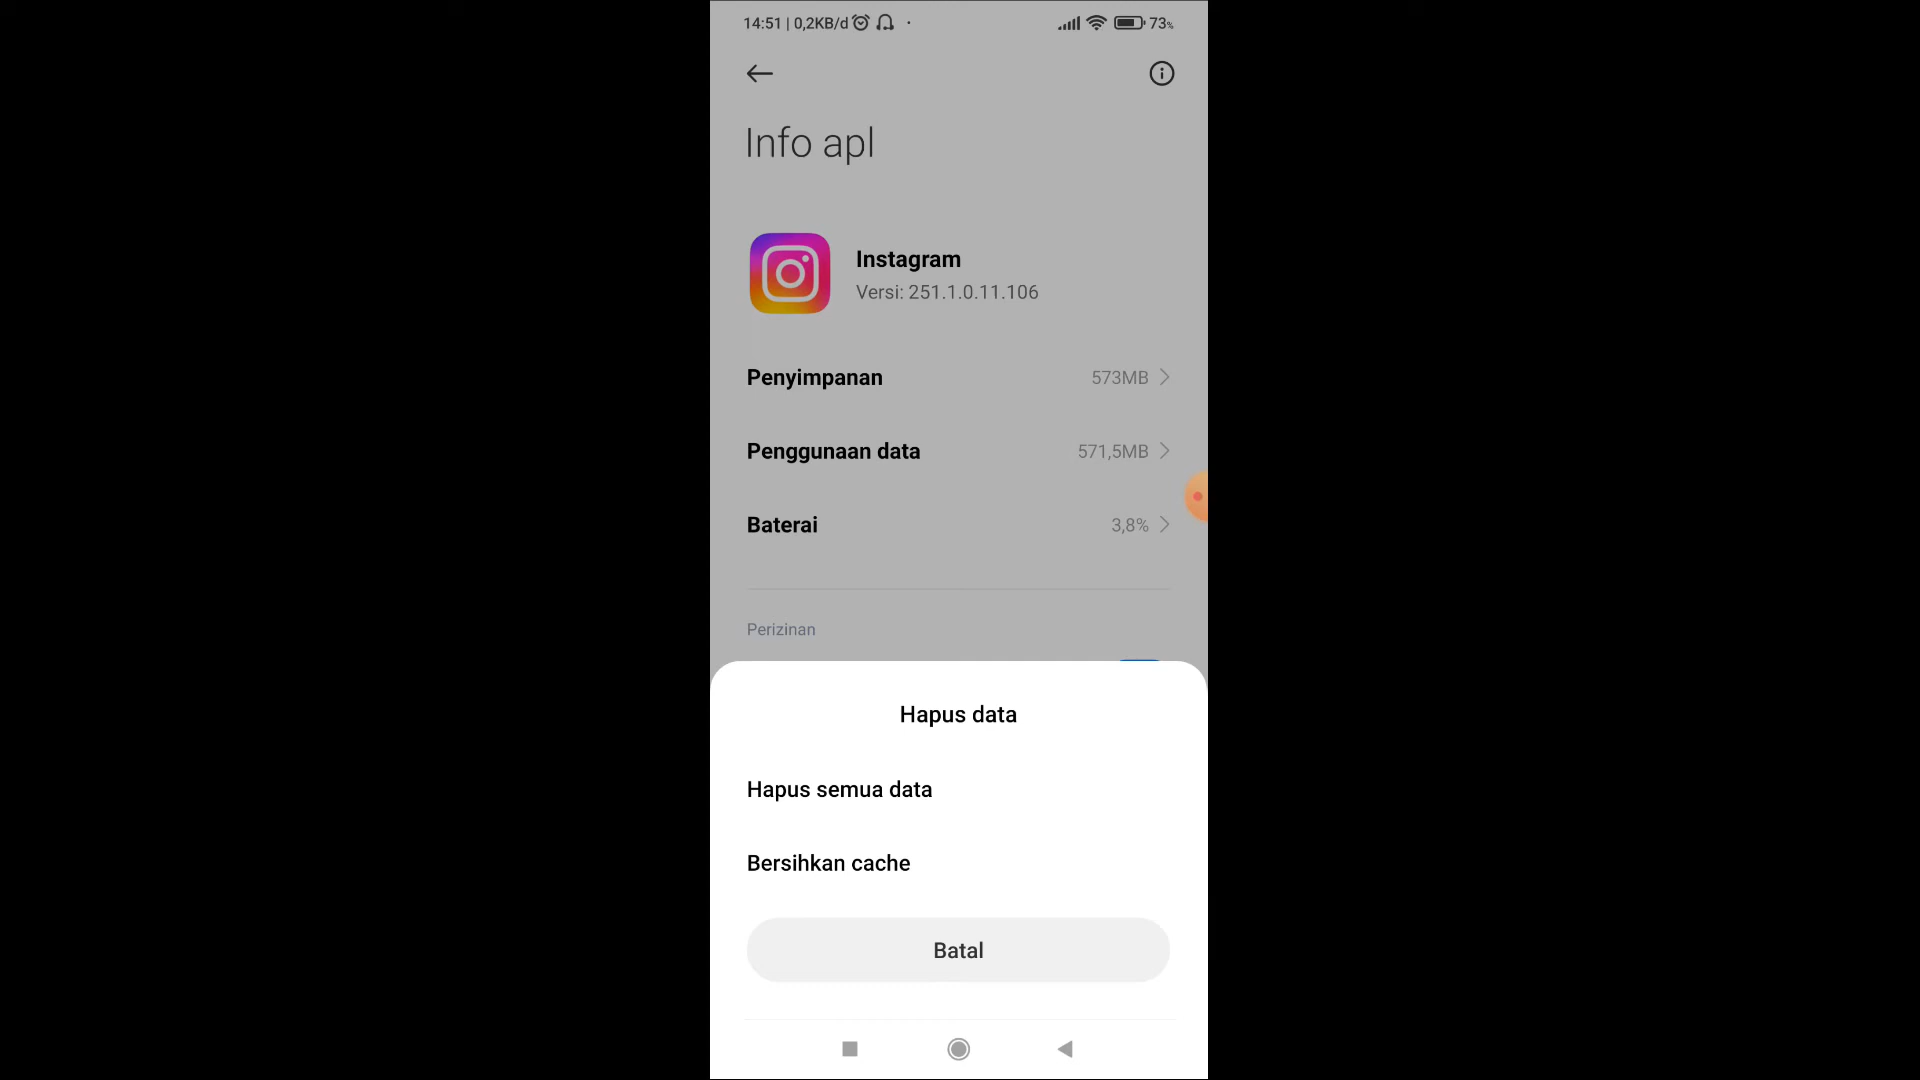 14:51 | 0,2KB/d
73%
Info apl
Instagram
Versi: 251.1.0.11.106
Penyimpanan 573MB
Penggunaan data 571,5MB
Baterai 3,8%
Perizinan
Hapus data
Hapus semua data
Bersihkan cache
Batal